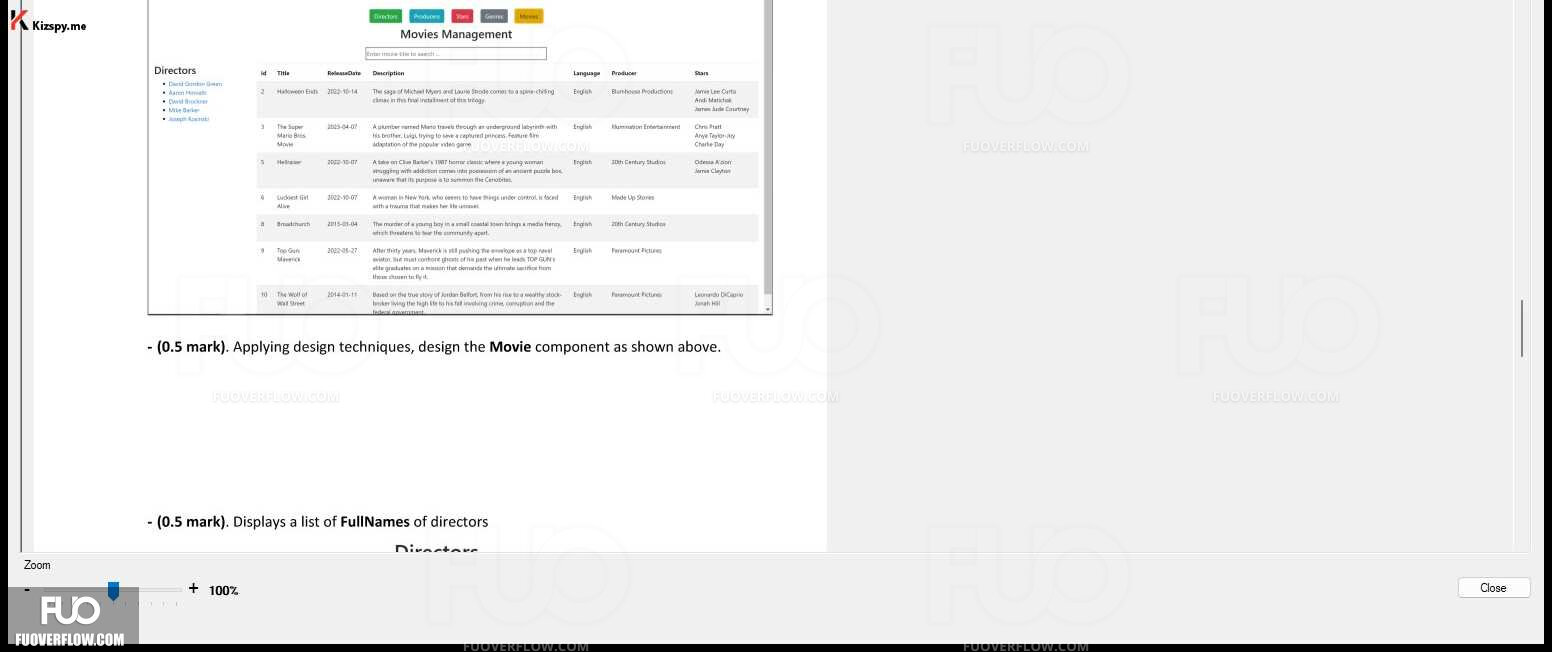 Kizspy.me
Directors Producers Stars Genres Movies
Movies Management
Enter movie title to search ...
Directors
David Gordon Green
Aaron Horvath
David Bruckner
Mike Barker
Joseph Kosinski
Id Title ReleaseDate Description Language Producer Stars
2 Halloween Ends 2022-10-14 The saga of Michael Myers and Laurie Strode comes to a spine-chilling English Blumhouse Productions Jamie Lee Curtis
climax in this final installment of this trilogy. Andi Matichak
James Jude Courtney
3 The Super 2023-04-07 A plumber named Mario travels through an underground labyrinth with English Illumination Entertainment Chris Pratt
Mario Bros. his brother, Luigi, trying to save a captured princess. Feature film Anya Taylor-Joy
Movie adaptation of the popular video game. Charlie Day
5 Hellraiser 2022-10-07 A take on Clive Barker's 1987 horror classic where a young woman English 20th Century Studios Odessa A'zion
struggling with addiction comes into possession of an ancient puzzle box, Jamie Clayton
unaware that its purpose is to summon the Cenobites.
6 Luckiest Girl 2022-10-07 A woman in New York, who seems to have things under control, is faced English Made Up Stories
Alive with a trauma that makes her life unravel.
8 Broadchurch 2013-03-04 The murder of a young boy in a small coastal town brings a media frenzy, English 20th Century Studios
which threatens to tear the community apart.
9 Top Gun: 2022-05-27 After thirty years, Maverick is still pushing the envelope as a top naval English Paramount Pictures
Maverick aviator, but must confront ghosts of his past when he leads TOP GUN's
elite graduates on a mission that demands the ultimate sacrifice from
those chosen to fly it.
10 The Wolf of 2014-01-11 Based on the true story of Jordan Belfort, from his rise to a wealthy stock- English Paramount Pictures Leonardo DiCaprio
Wall Street broker living the high life to his fall involving crime, corruption and the Jonah Hill
federal government.
- (0.5 mark). Applying design techniques, design the Movie component as shown above.
- (0.5 mark). Displays a list of FullNames of directors
Directors
Zoom
- + 100%
Close
FUO
FUOVERFLOW.COM
FUOVERFLOW.COM
FUOVERFLOW.COM
FUOVERFLOW.COM
FUOVERFLOW.COM
FUOVERFLOW.COM
FUOVERFLOW.COM
FUOVERFLOW.COM